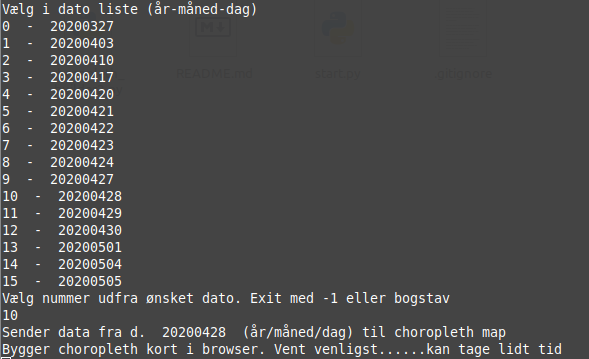 Vælg i dato liste (år-måned-dag)
0  -  20200327
1  -  20200403
2  -  20200410
3  -  20200417
4  -  20200420
5  -  20200421
6  -  20200422
7  -  20200423
8  -  20200424
9  -  20200427
10  -  20200428
11  -  20200429
12  -  20200430
13  -  20200501
14  -  20200504
15  -  20200505
Vælg nummer udfra ønsket dato. Exit med -1 eller bogstav
10
Sender data fra d.  20200428  (år/måned/dag) til choropleth map
Bygger choropleth kort i browser. Vent venligst......kan tage lidt tid
README.md